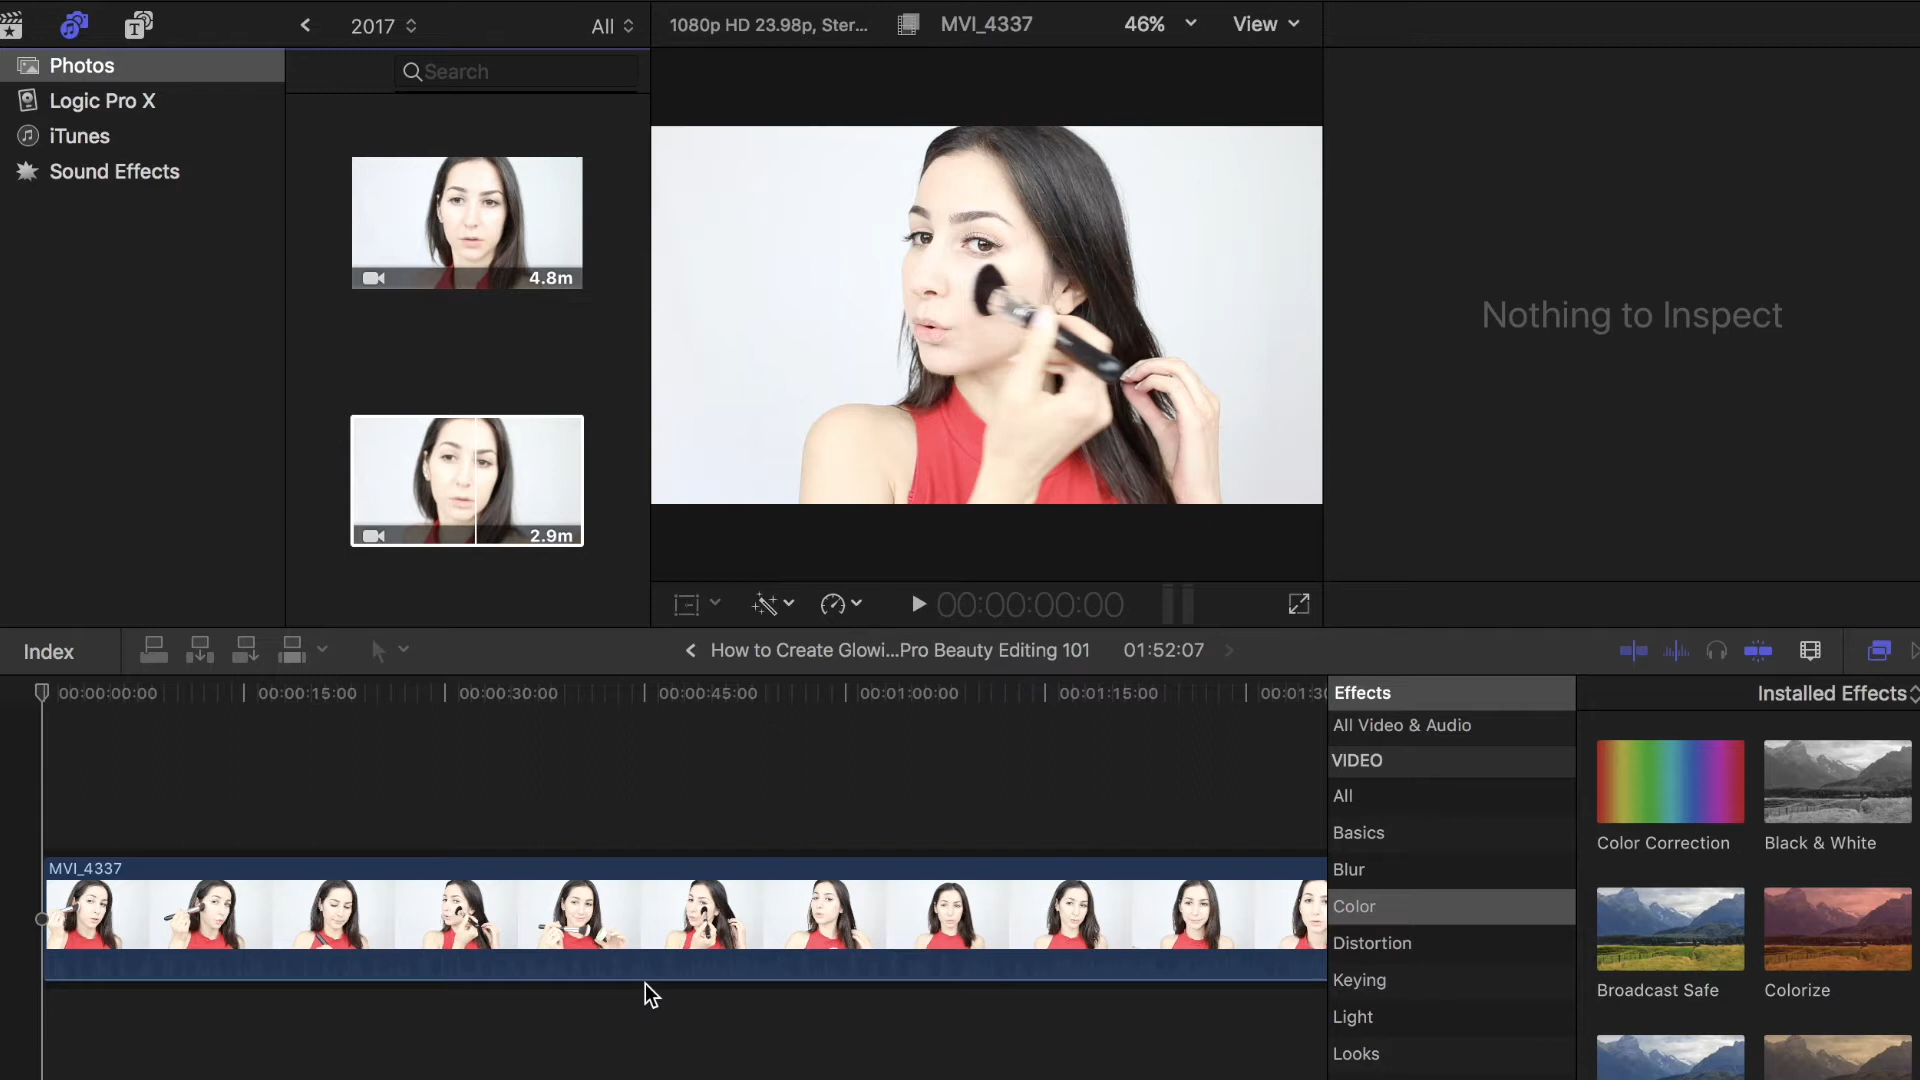 2017
All
1080p HD 23.98p, Ster...
MVI_4337
46%
View
Photos
Search
Logic Pro X
iTunes
Sound Effects
4.8m
2.9m
Nothing to Inspect
00:00:00:00
Index
How to Create Glowi...Pro Beauty Editing 101
01:52:07
00:00:00:00
00:00:15:00
00:00:30:00
00:00:45:00
00:01:00:00
00:01:15:00
00:01:30
Effects
Installed Effects
All Video & Audio
VIDEO
All
Basics
Color Correction
Black & White
Blur
Color
Distortion
Keying
Broadcast Safe
Colorize
Light
Looks
MVI_4337